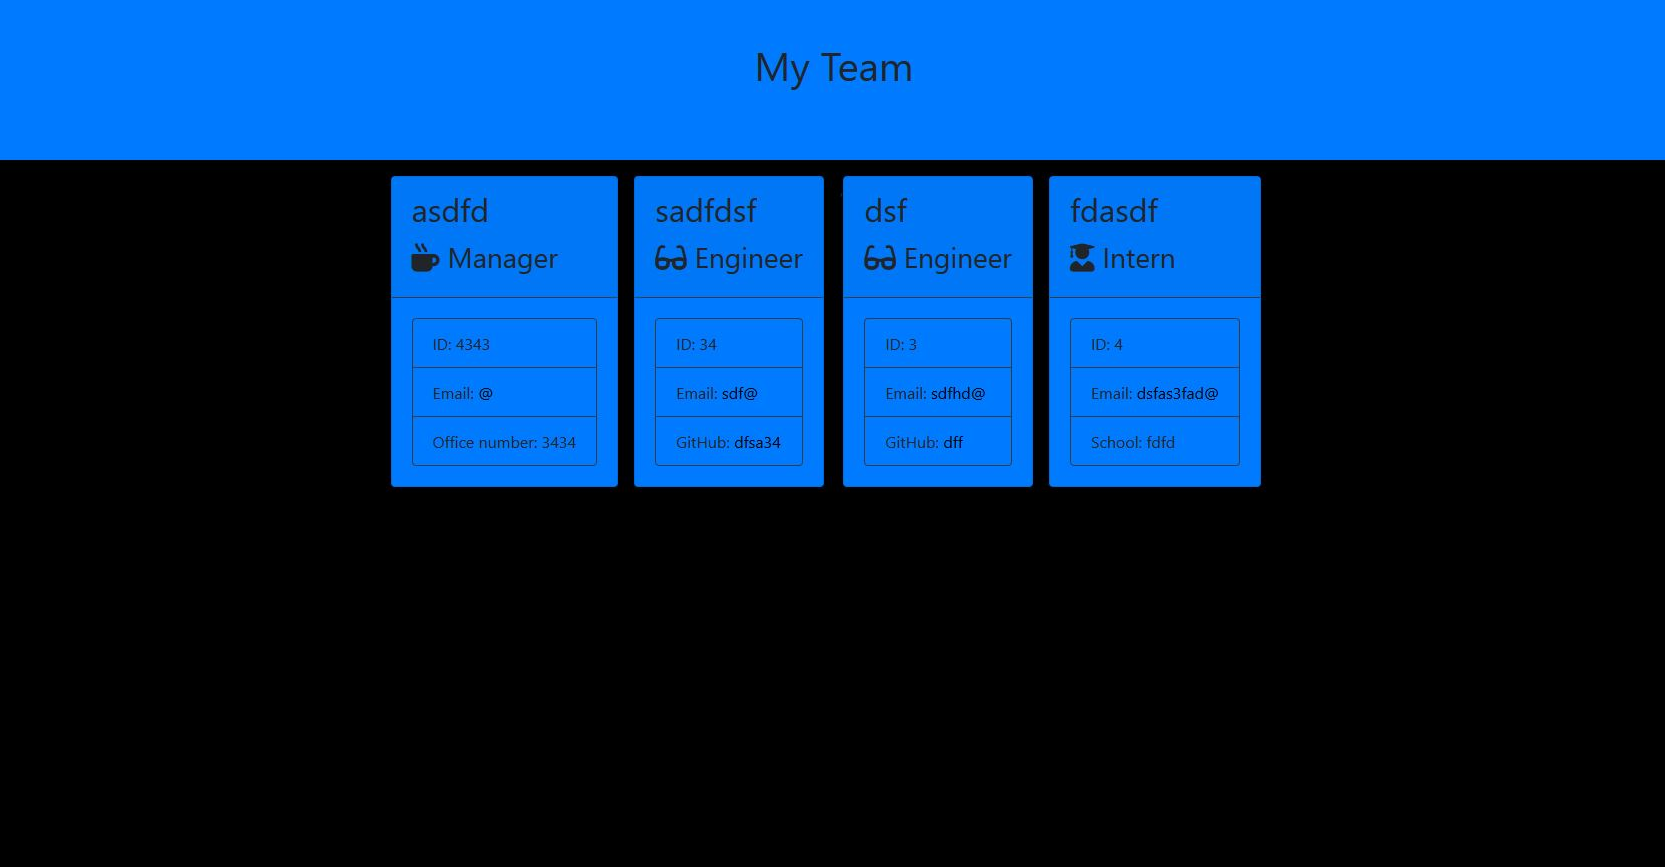 My Team
asdfd
Manager
ID: 4343
Email: @
Office number: 3434
sadfdsf
Engineer
ID: 34
Email: sdf@
GitHub: dfsa34
dsf
Engineer
ID: 3
Email: sdfhd@
GitHub: dff
fdasdf
Intern
ID: 4
Email: dsfas3fad@
School: fdfd